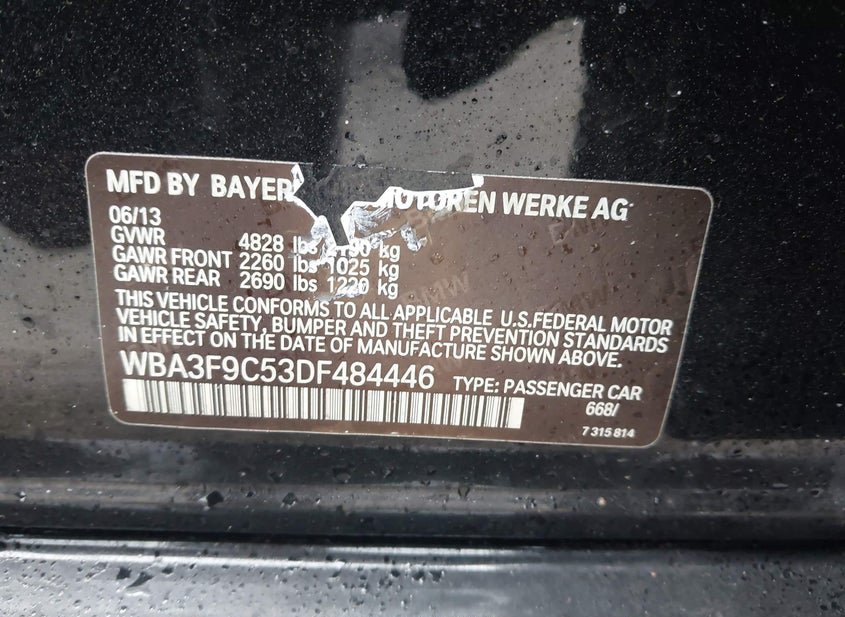 MFD BY BAYER MOTOREN WERKE AG
06/13
GVWR 4828 lbs 2190 kg
GAWR FRONT 2260 lbs 1025 kg
GAWR REAR 2690 lbs 1220 kg
THIS VEHICLE CONFORMS TO ALL APPLICABLE U.S.FEDERAL MOTOR
VEHICLE SAFETY, BUMPER AND THEFT PREVENTION STANDARDS
IN EFFECT ON THE DATE OF MANUFACTURE SHOWN ABOVE.
WBA3F9C53DF484446 TYPE: PASSENGER CAR
668/
7 315 814